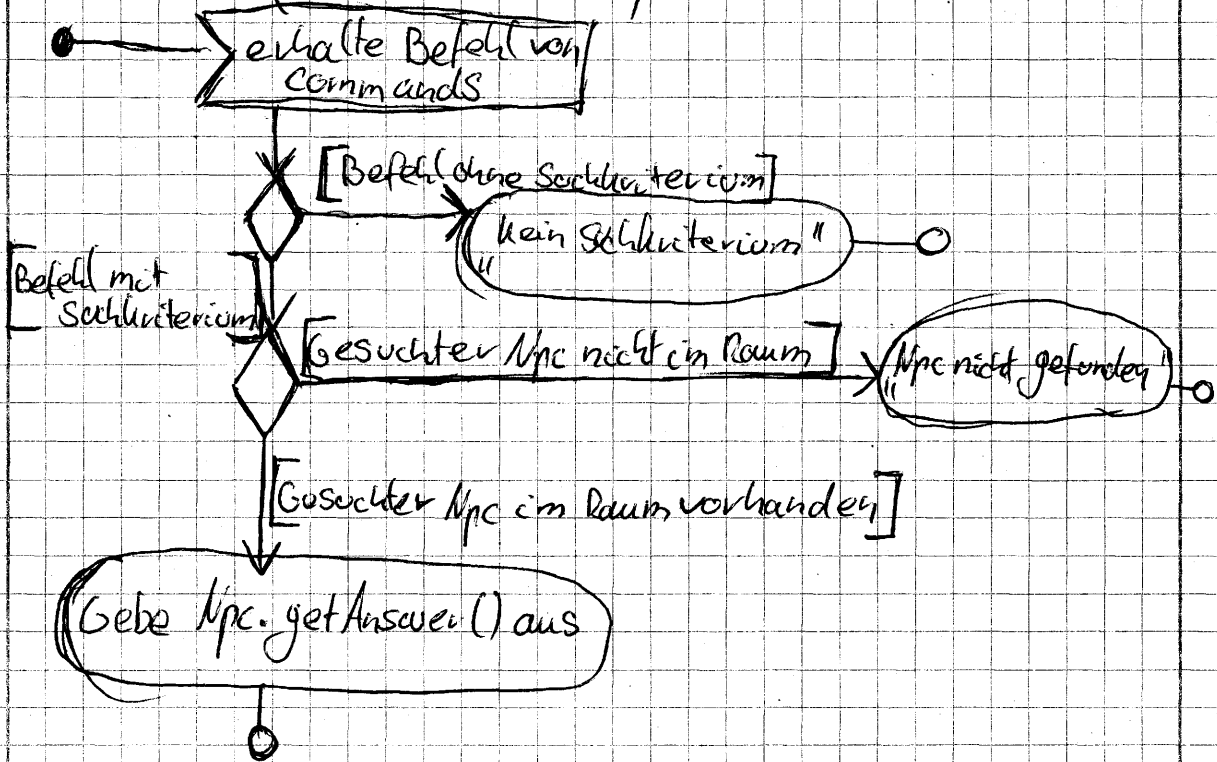 erhalte Befehl von
Commands
[Befehl ohne Suchkriterium]
"kein Suchkriterium"
[Befehl mit
Suchkriterium]
[Gesuchter Npc nicht im Raum]
"Npc nicht gefunden"
[Gesuchter Npc im Raum vorhanden]
Gebe Npc.getAnswer() aus